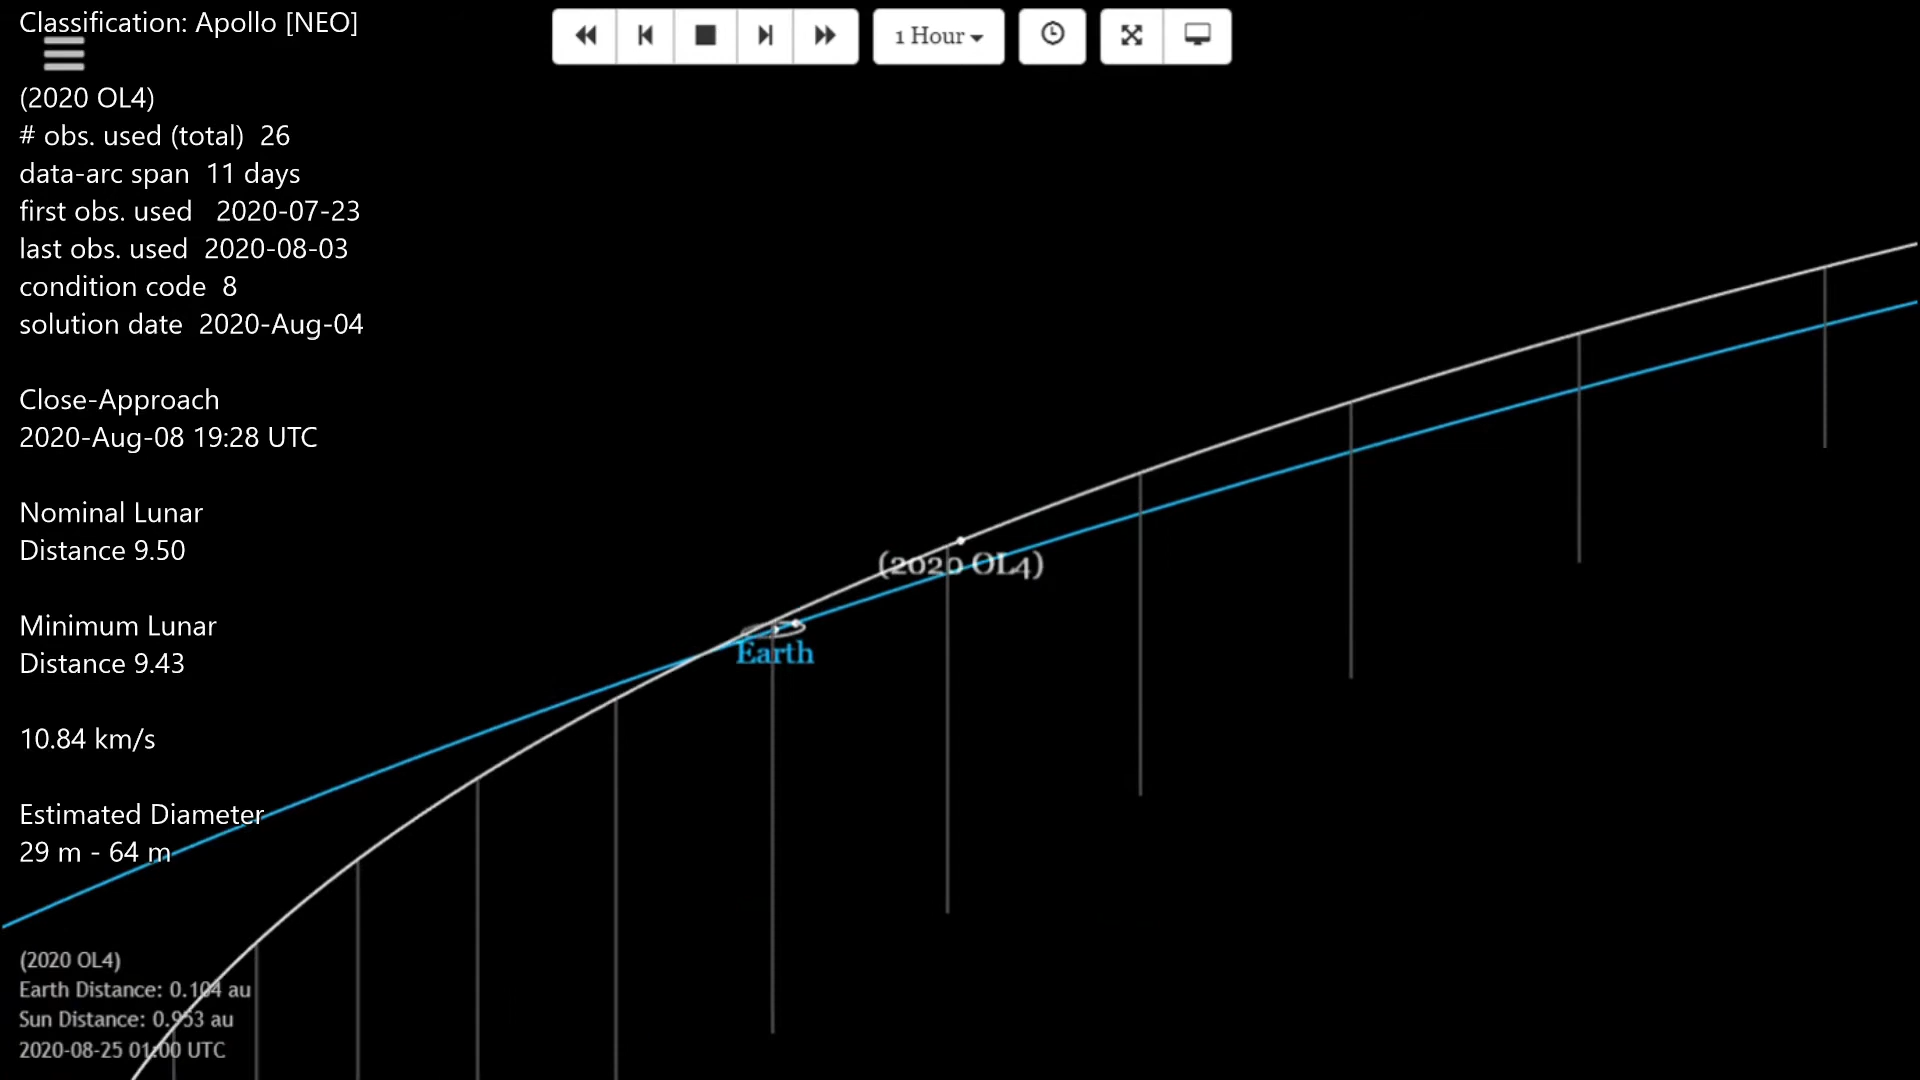 Classification: Apollo [NEO]
1 Hour
(2020 OL4)
# obs. used (total) 26
data-arc span 11 days
first obs. used 2020-07-23
last obs. used 2020-08-03
condition code 8
solution date 2020-Aug-04
Close-Approach
2020-Aug-08 19:28 UTC
Nominal Lunar
Distance 9.50
Minimum Lunar
Distance 9.43
10.84 km/s
Estimated Diameter
29 m - 64 m
(2020 OL4)
Earth
(2020 OL4)
Earth Distance: 0.104 au
Sun Distance: 0.953 au
2020-08-25 01:00 UTC